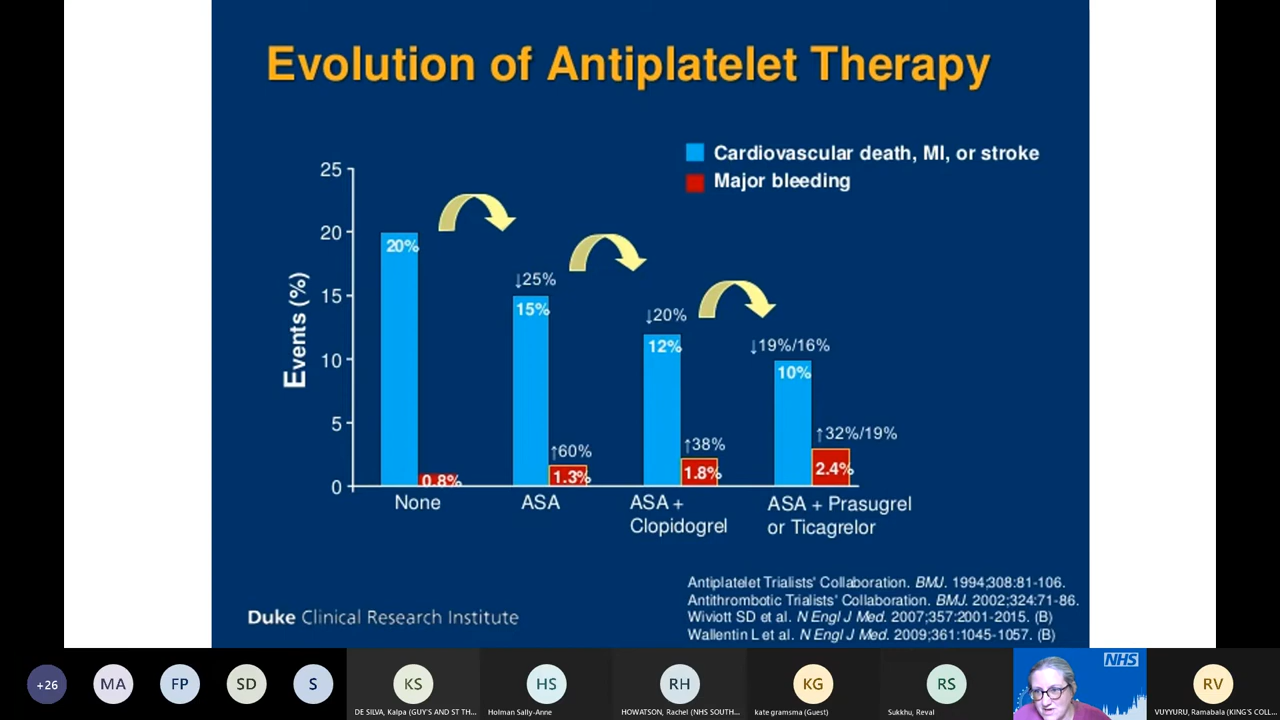 Evolution of Antiplatelet Therapy
Cardiovascular death, MI, or stroke
Major bleeding
Events (%)
25
20
15
10
5
0
20%
0.8%
↓25%
15%
↑60%
1.3%
↓20%
12%
↑38%
1.8%
↓19%/16%
10%
↑32%/19%
2.4%
None
ASA
ASA +
Clopidogrel
ASA + Prasugrel
or Ticagrelor
Antiplatelet Trialists' Collaboration. BMJ. 1994;308:81-106.
Antithrombotic Trialists' Collaboration. BMJ. 2002;324:71-86.
Wiviott SD et al. N Engl J Med. 2007;357:2001-2015. (B)
Wallentin L et al. N Engl J Med. 2009;361:1045-1057. (B)
Duke Clinical Research Institute
+26
MA
FP
SD
S
KS
DE SILVA, Kalpa (GUY'S AND ST TH...
HS
Holman Sally-Anne
RH
HOWATSON, Rachel (NHS SOUTH...
KG
kate gramsma (Guest)
RS
Sukkhu, Reval
NHS
RV
VUYYURU, Ramabala (KING'S COLL...